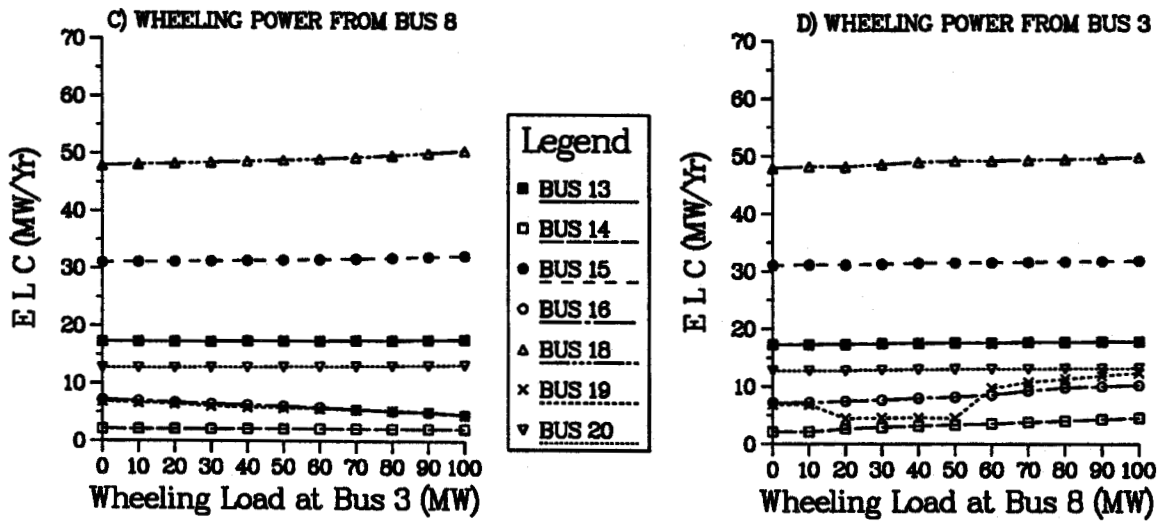 C) WHEELING POWER FROM BUS 8
70
60
50
40
30
20
10
0
E L C (MW/Yr)
0 10 20 30 40 50 60 70 80 90 100
Wheeling Load at Bus 3 (MW)
Legend
BUS 13
BUS 14
BUS 15
BUS 16
BUS 18
BUS 19
BUS 20
D) WHEELING POWER FROM BUS 3
70
60
50
40
30
20
10
0
E L C (MW/Yr)
0 10 20 30 40 50 60 70 80 90 100
Wheeling Load at Bus 8 (MW)